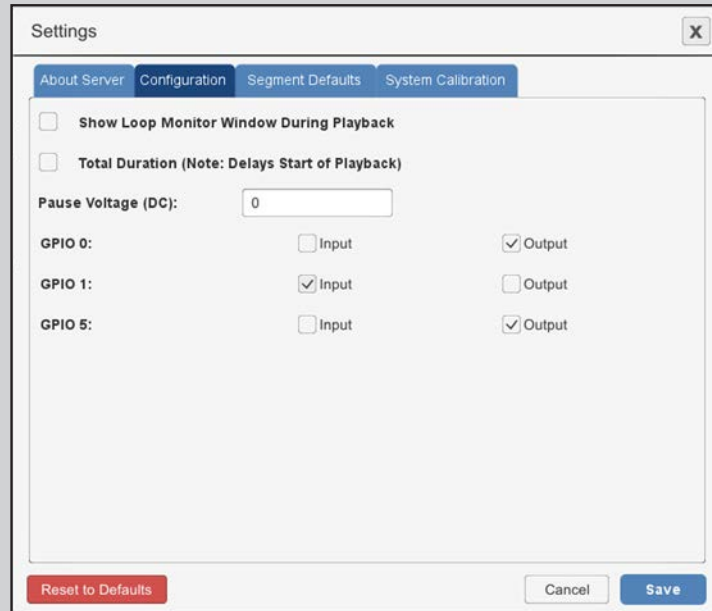 Settings
X
About Server Configuration Segment Defaults System Calibration
Show Loop Monitor Window During Playback
Total Duration (Note: Delays Start of Playback)
Pause Voltage (DC): 0
GPIO 0: Input Output
GPIO 1: Input Output
GPIO 5: Input Output
Reset to Defaults Cancel Save